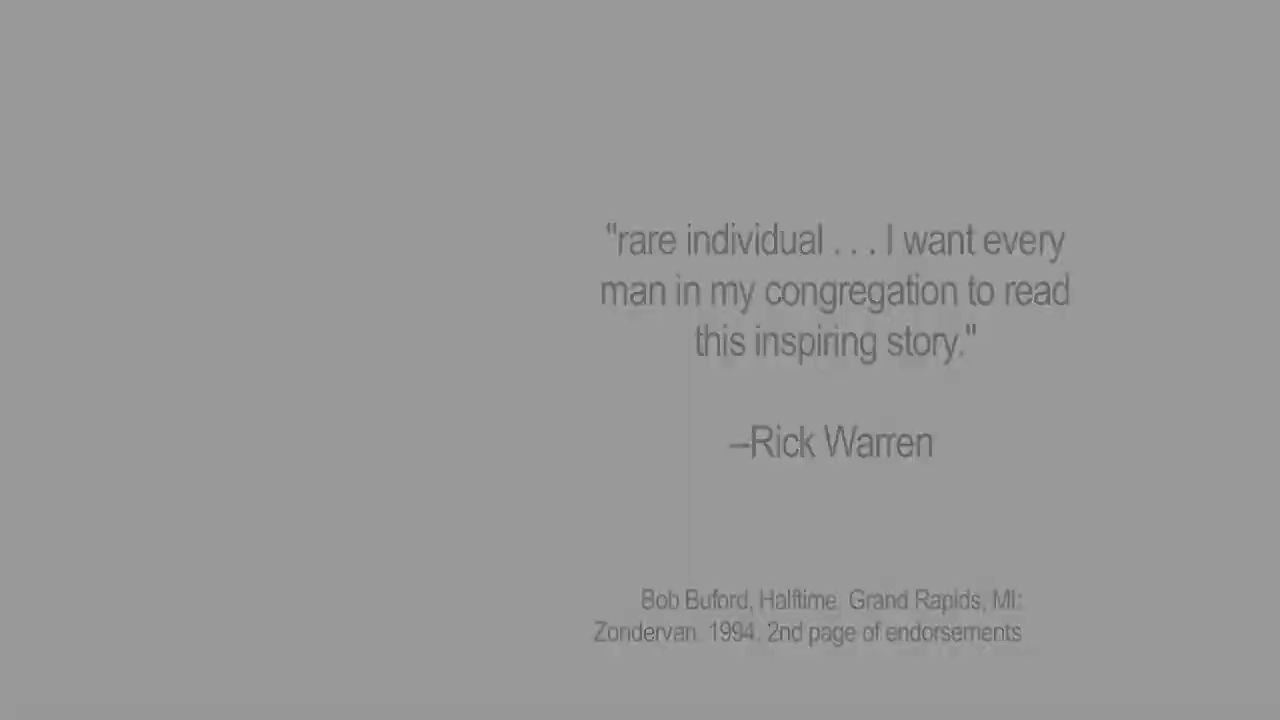 "rare individual . . . I want every
man in my congregation to read
this inspiring story."
–Rick Warren
Bob Buford, Halftime. Grand Rapids, MI:
Zondervan. 1994. 2nd page of endorsements